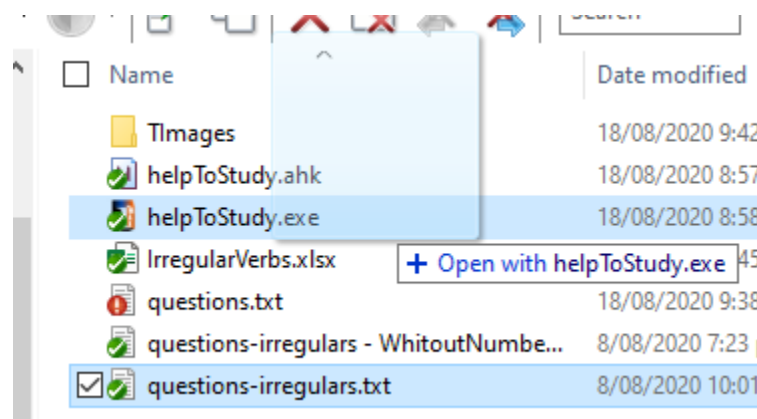 Search
Name Date modified
TImages 18/08/2020 9:42
helpToStudy.ahk 18/08/2020 8:57
helpToStudy.exe 18/08/2020 8:58
IrregularVerbs.xlsx + Open with helpToStudy.exe 45
questions.txt 18/08/2020 9:38
questions-irregulars - WhitoutNumbe... 8/08/2020 7:23
questions-irregulars.txt 8/08/2020 10:01